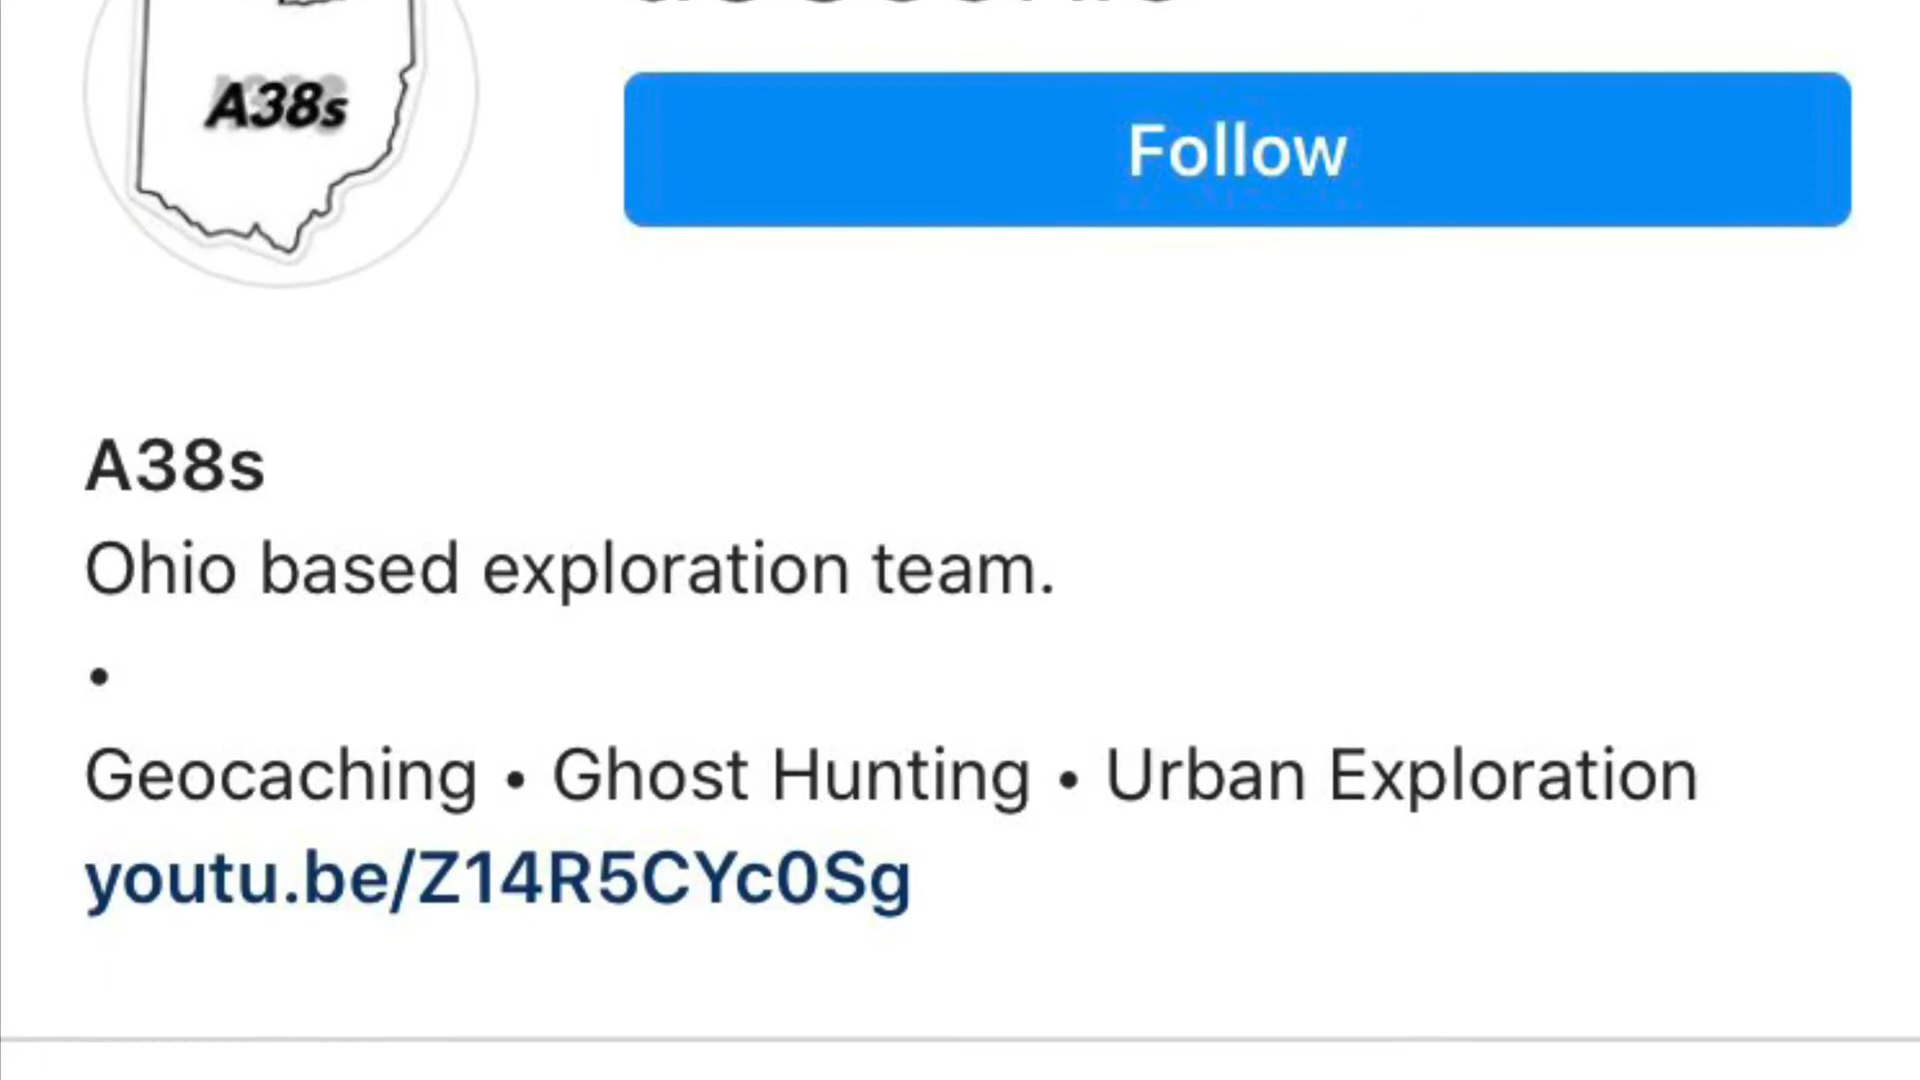 A38s
Follow
A38s
Ohio based exploration team.
•
Geocaching • Ghost Hunting • Urban Exploration
youtu.be/Z14R5CYc0Sg